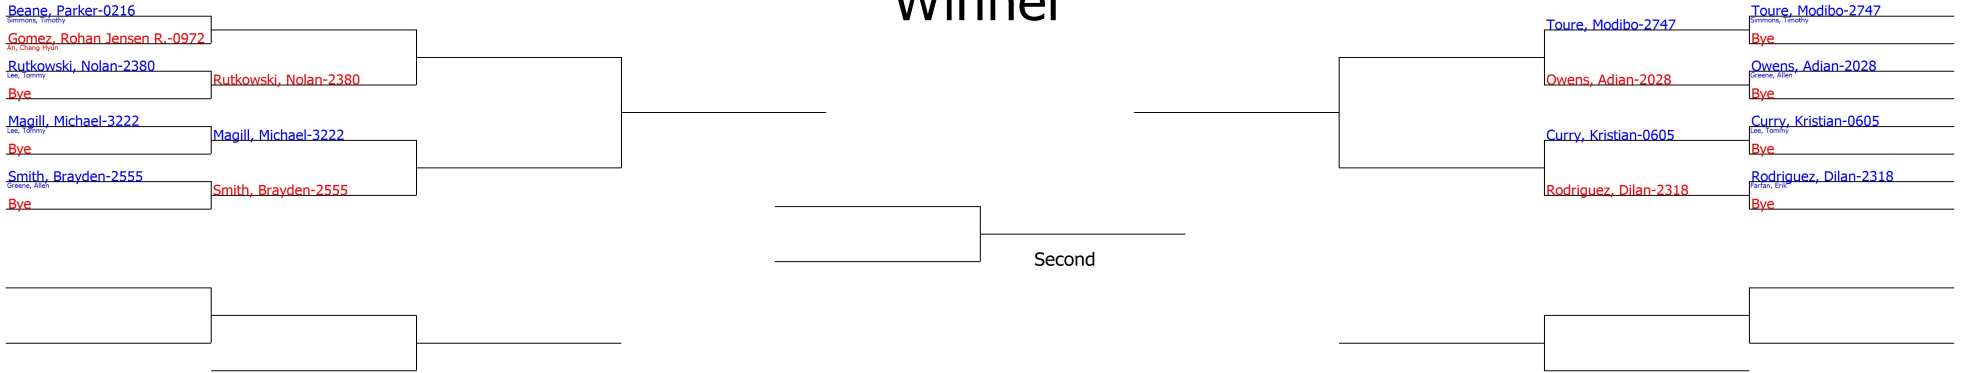 Winner
Beane, Parker-0216
Simmons, Timothy
Gomez, Rohan Jensen R.-0972
An, Chang Hyun
Rutkowski, Nolan-2380
Lee, Tommy
Bye
Magill, Michael-3222
Lee, Tommy
Bye
Smith, Brayden-2555
Greene, Allen
Bye
Rutkowski, Nolan-2380
Magill, Michael-3222
Smith, Brayden-2555
Second
Toure, Modibo-2747
Owens, Adian-2028
Curry, Kristian-0605
Rodriguez, Dilan-2318
Toure, Modibo-2747
Simmons, Timothy
Bye
Owens, Adian-2028
Greene, Allen
Bye
Curry, Kristian-0605
Lee, Tommy
Bye
Rodriguez, Dilan-2318
Farfan, Erik
Bye